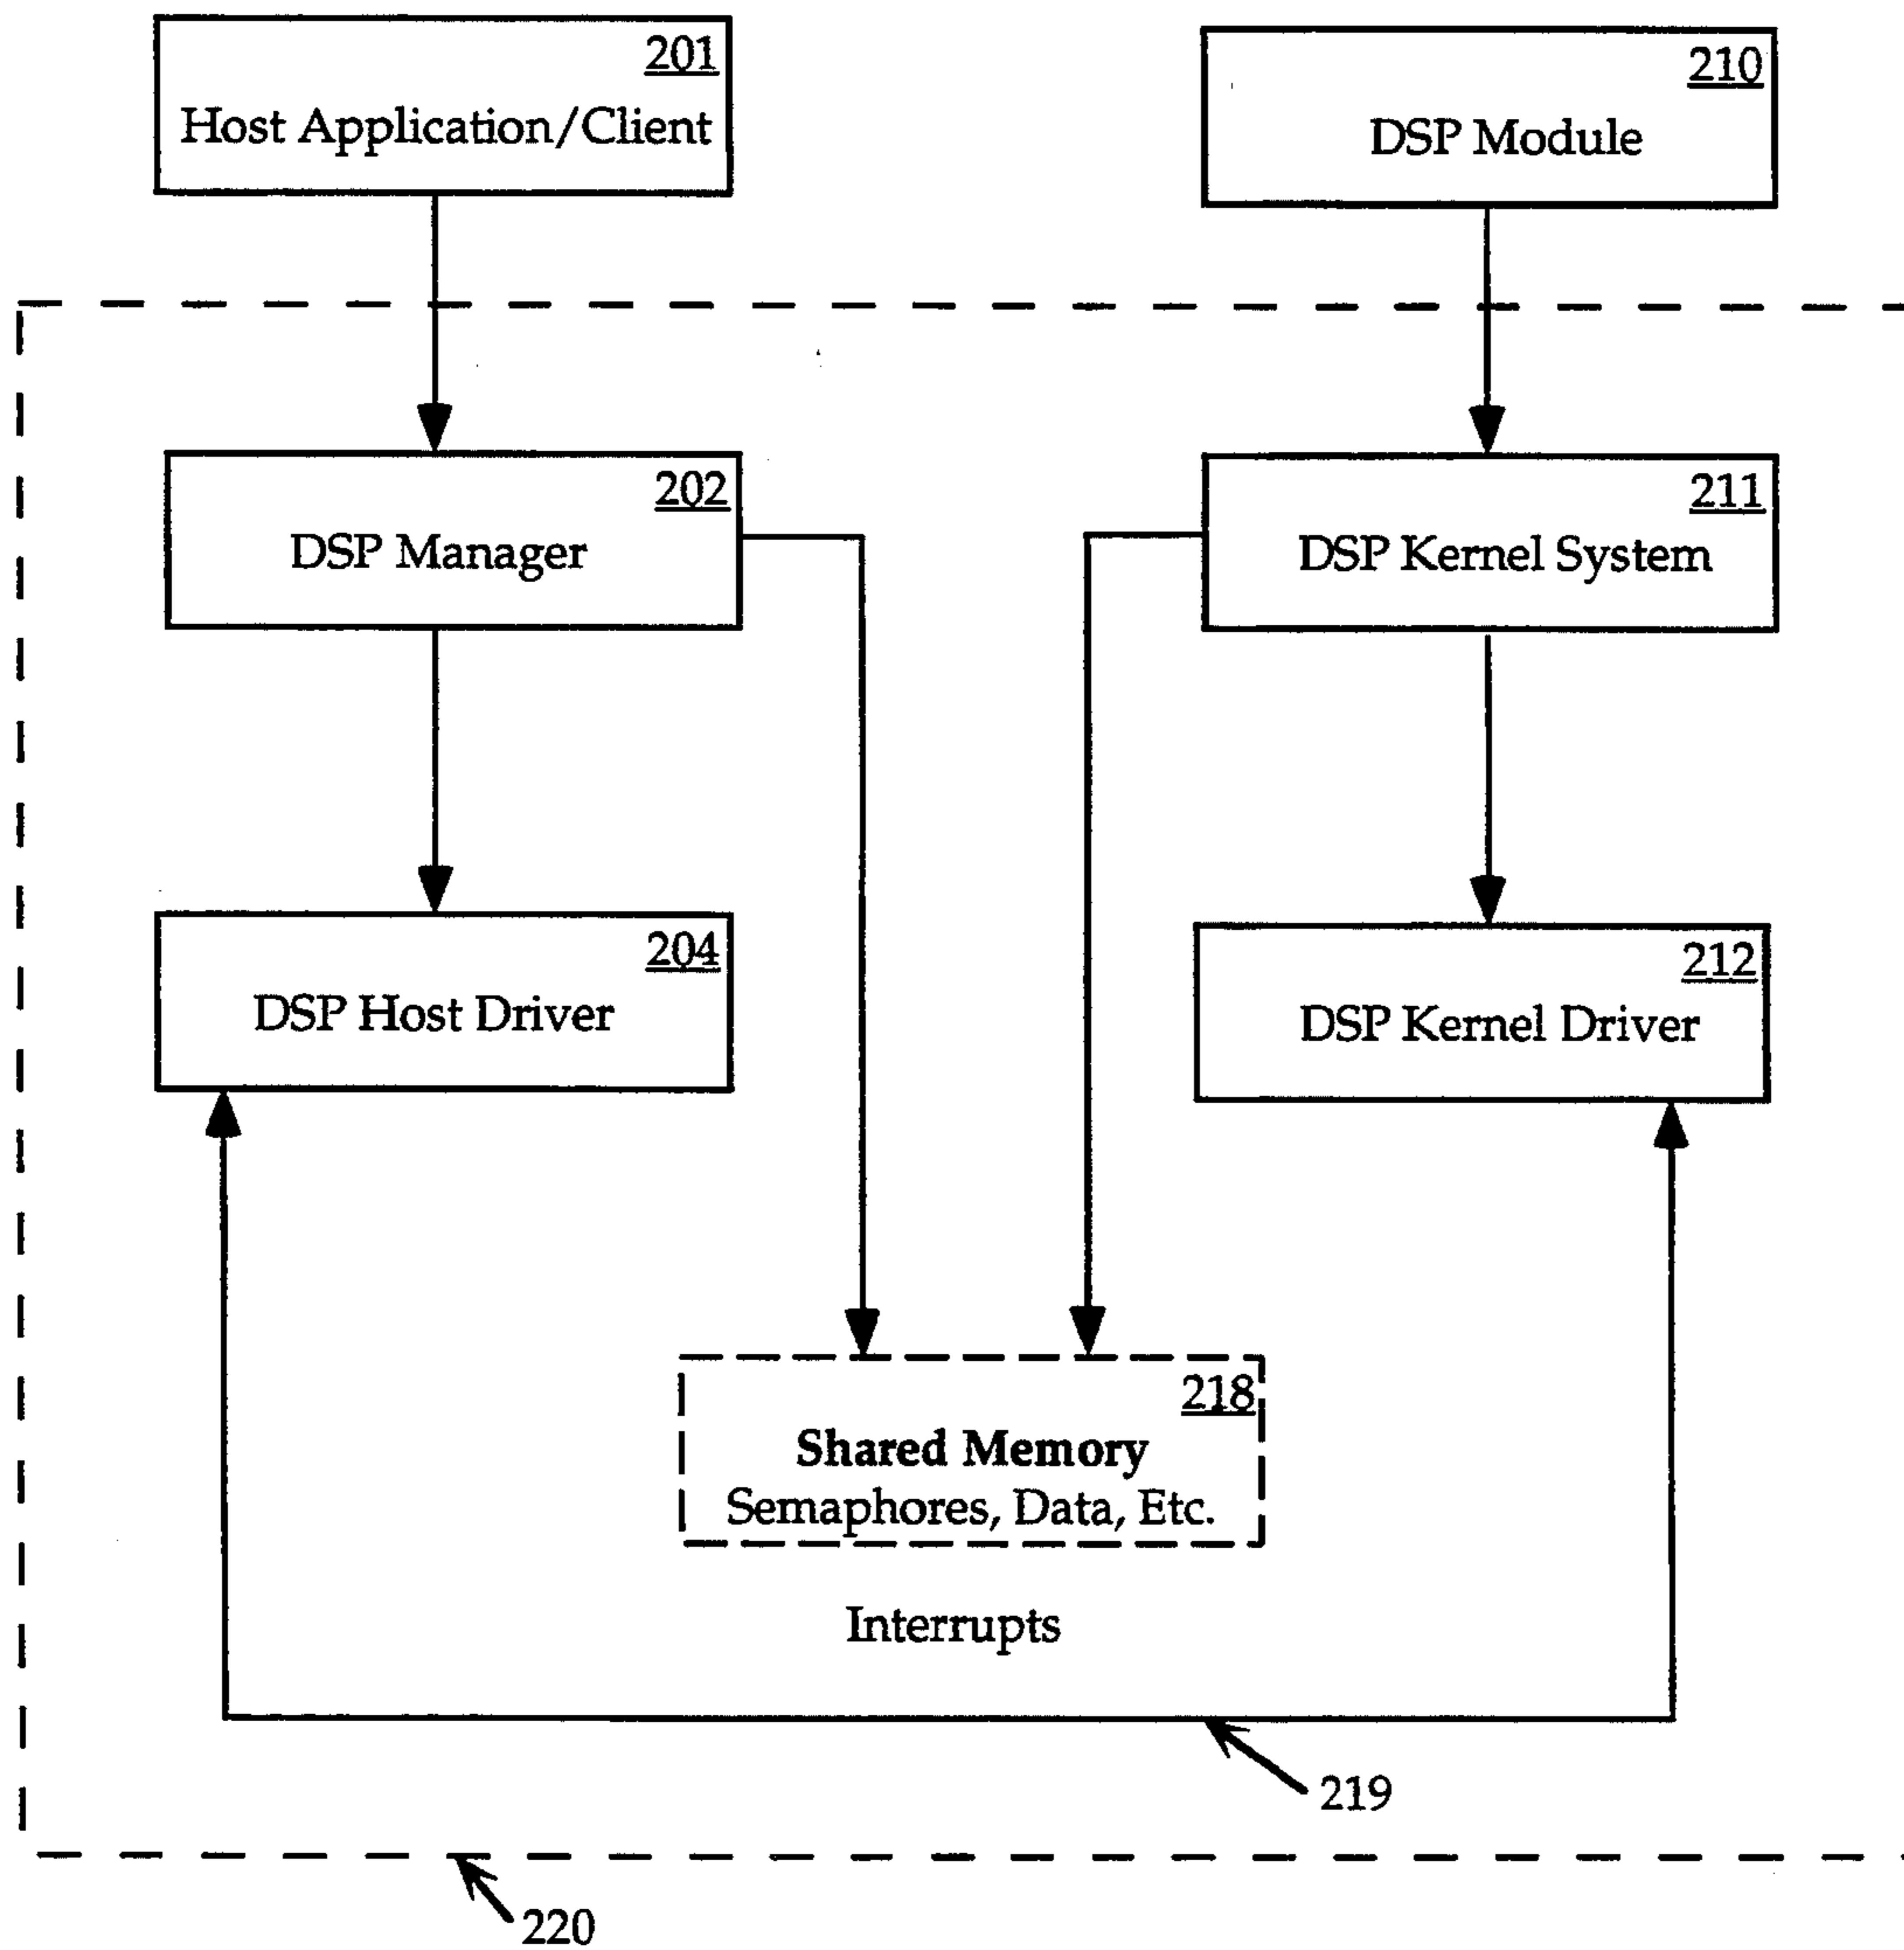 201
Host Application/Client
210
DSP Module
202
DSP Manager
211
DSP Kernel System
204
DSP Host Driver
212
DSP Kernel Driver
218
Shared Memory
Semaphores, Data, Etc.
Interrupts
219
220